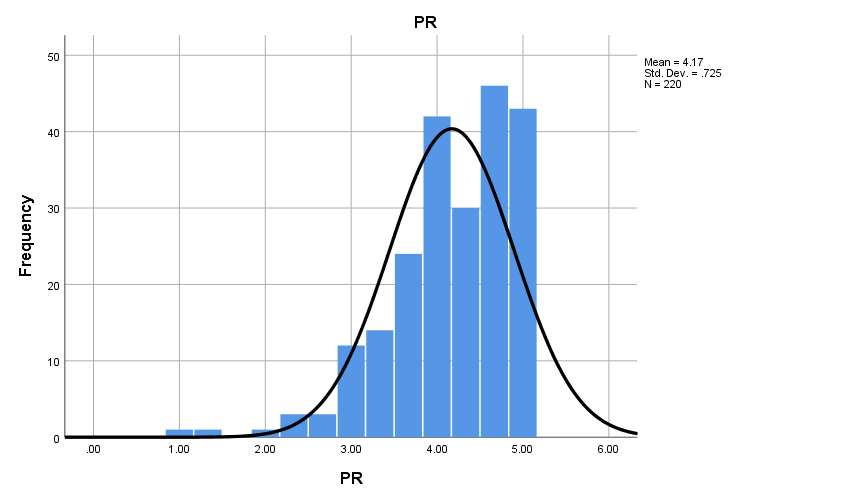 PR
Mean = 4.17
Std. Dev. = .725
N = 220
50
40
30
20
10
0
Frequency
.00 1.00 2.00 3.00 4.00 5.00 6.00
PR